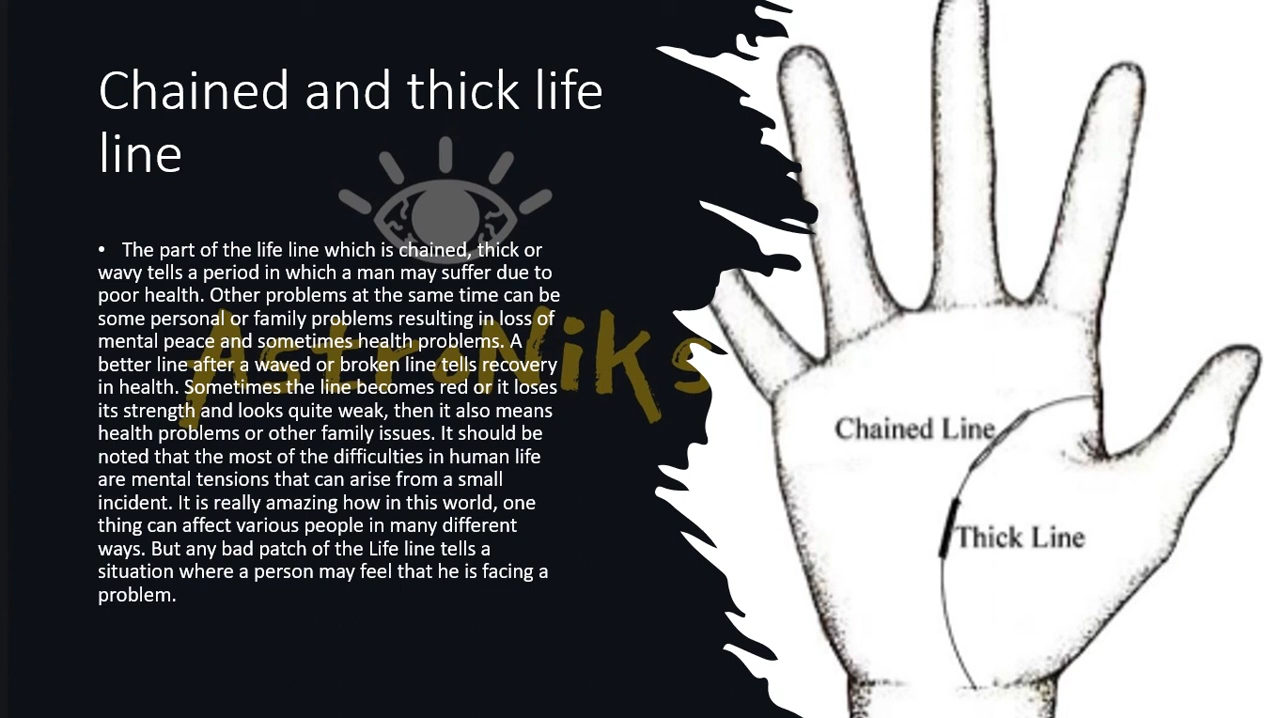 Chained and thick life
line
• The part of the life line which is chained, thick or
wavy tells a period in which a man may suffer due to
poor health. Other problems at the same time can be
some personal or family problems resulting in loss of
mental peace and sometimes health problems. A
better line after a waved or broken line tells recovery
in health. Sometimes the line becomes red or it loses
its strength and looks quite weak, then it also means
health problems or other family issues. It should be
noted that the most of the difficulties in human life
are mental tensions that can arise from a small
incident. It is really amazing how in this world, one
thing can affect various people in many different
ways. But any bad patch of the Life line tells a
situation where a person may feel that he is facing a
problem.
AstroNiks
Chained Line
Thick Line